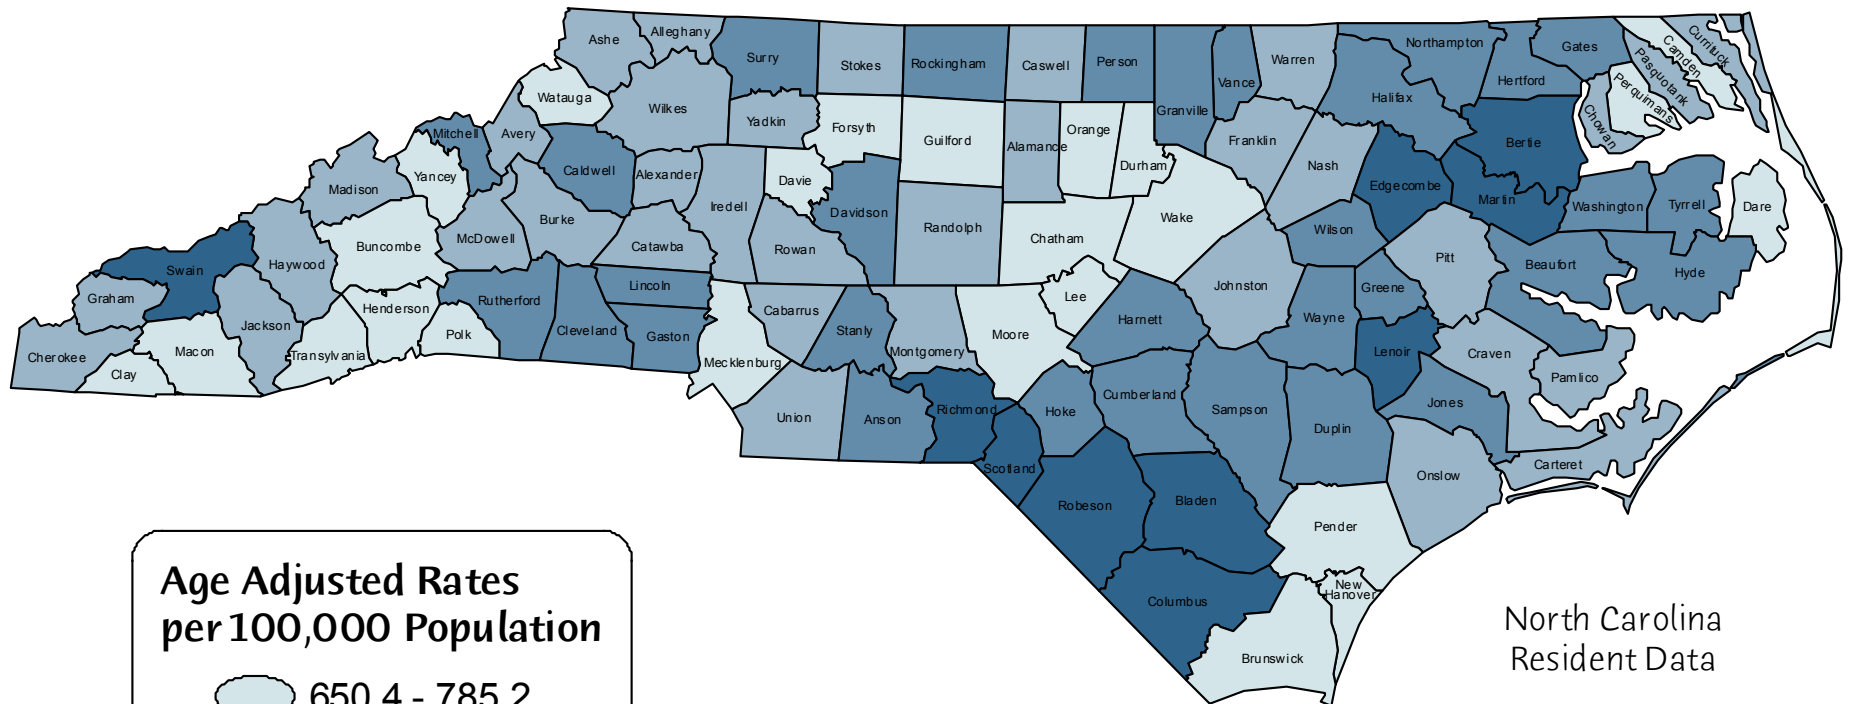 Ashe
Alleghany
Surry
Stokes
Rockingham
Caswell
Person
Granville
Vance
Warren
Northampton
Halifax
Hertford
Gates
Camden
Currituck
Pasquotank
Perquimans
Chowan
Watauga
Wilkes
Yadkin
Forsyth
Guilford
Alamance
Orange
Durham
Franklin
Nash
Edgecombe
Bertie
Martin
Washington
Tyrrell
Dare
Mitchell
Avery
Caldwell
Alexander
Iredell
Davie
Davidson
Randolph
Chatham
Wake
Wilson
Pitt
Beaufort
Hyde
Madison
Yancey
Buncombe
McDowell
Burke
Catawba
Rowan
Johnston
Greene
Swain
Haywood
Graham
Jackson
Cherokee
Clay
Macon
Transylvania
Henderson
Polk
Rutherford
Cleveland
Lincoln
Gaston
Mecklenburg
Cabarrus
Stanly
Montgomery
Moore
Lee
Harnett
Wayne
Lenoir
Craven
Pamlico
Jones
Carteret
Onslow
Union
Anson
Richmond
Scotland
Hoke
Cumberland
Sampson
Duplin
Robeson
Bladen
Pender
Columbus
New
Hanover
Brunswick
Age Adjusted Rates
per 100,000 Population
650.4 - 785.2
North Carolina
Resident Data